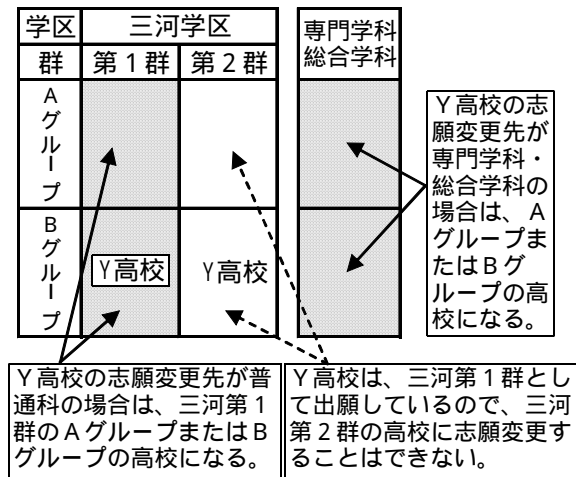 学区 三河学区 専門学科
総合学科
群 第1群 第2群
Aグループ
Bグループ
Y高校 Y高校
Y高校の志
願変更先が
専門学科・
総合学科の
場合は、A
グループま
たはBグ
ループの高
校になる。
Y高校の志願変更先が普
通科の場合は、三河第1
群のAグループまたはB
グループの高校になる。
Y高校は、三河第1群とし
て出願しているので、三河
第2群の高校に志願変更す
ることはできない。